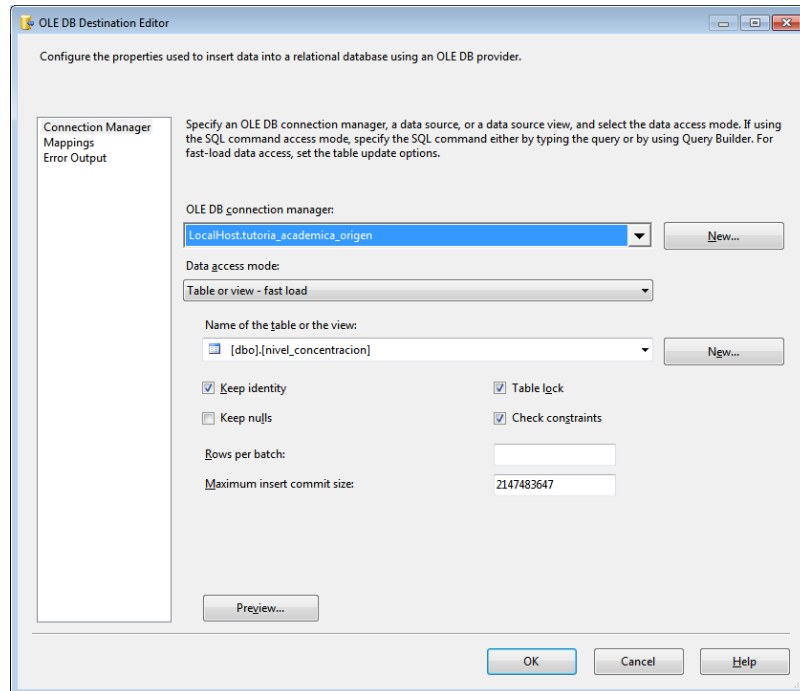 OLE DB Destination Editor
Configure the properties used to insert data into a relational database using an OLE DB provider.
Connection Manager
Mappings
Error Output
Specify an OLE DB connection manager, a data source, or a data source view, and select the data access mode. If using
the SQL command access mode, specify the SQL command either by typing the query or by using Query Builder. For
fast-load data access, set the table update options.
OLE DB connection manager:
LocalHost.tutoria_academica_origen
New...
Data access mode:
Table or view - fast load
Name of the table or the view:
[dbo].[nivel_concentracion]
New...
Keep identity
Table lock
Keep nulls
Check constraints
Rows per batch:
Maximum insert commit size:
2147483647
Preview...
OK
Cancel
Help